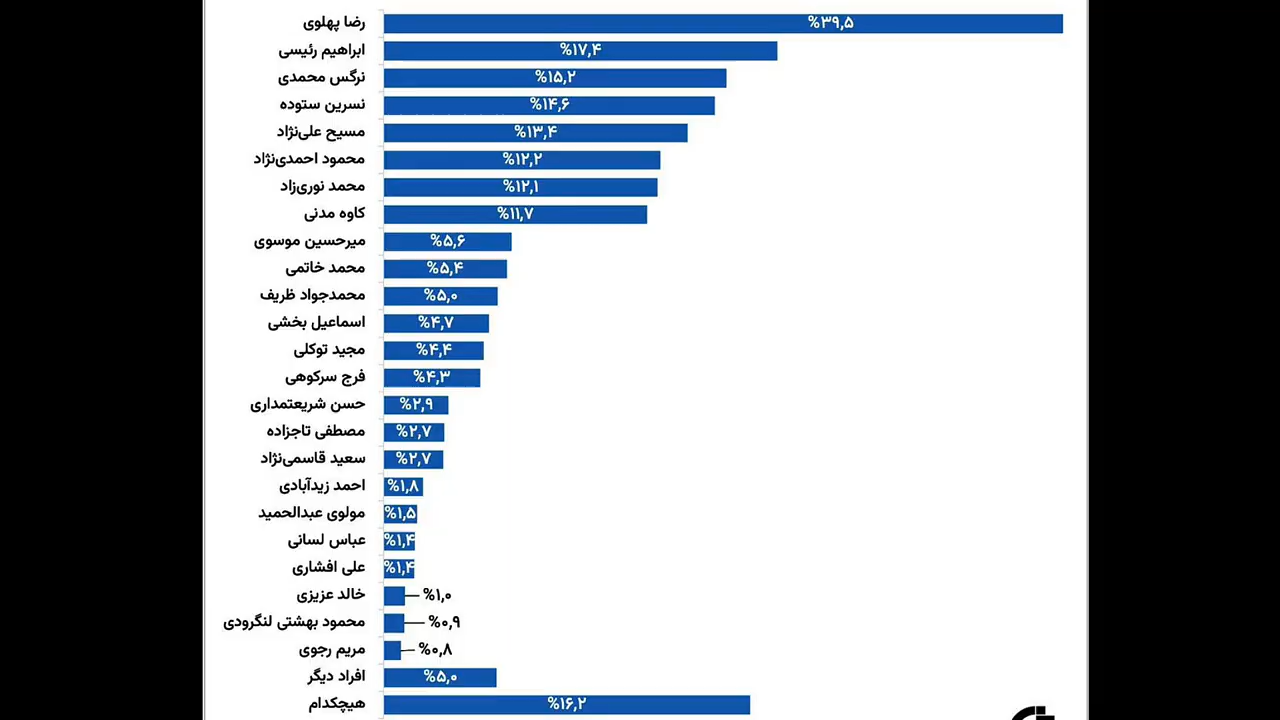 رضا پهلوی %۳۹,۵
ابراهیم رئیسی %۱۷,۴
نرگس محمدی %۱۵,۲
نسرین ستوده %۱۴,۶
مسیح علی‌نژاد %۱۳,۴
محمود احمدی‌نژاد %۱۲,۲
محمد نوری‌زاد %۱۲,۱
کاوه مدنی %۱۱,۷
میرحسین موسوی %۵,۶
محمد خاتمی %۵,۴
محمدجواد ظریف %۵,۰
اسماعیل بخشی %۴,۷
مجید توکلی %۴,۴
فرج سرکوهی %۴,۳
حسن شریعتمداری %۲,۹
مصطفی تاجزاده %۲,۷
سعید قاسمی‌نژاد %۲,۷
احمد زیدآبادی %۱,۸
مولوی عبدالحمید %۱,۵
عباس لسانی %۱,۴
علی افشاری %۱,۴
خالد عزیزی %۱,۰
محمود بهشتی لنگرودی %۰,۹
مریم رجوی %۰,۸
افراد دیگر %۵,۰
هیچکدام %۱۶,۲